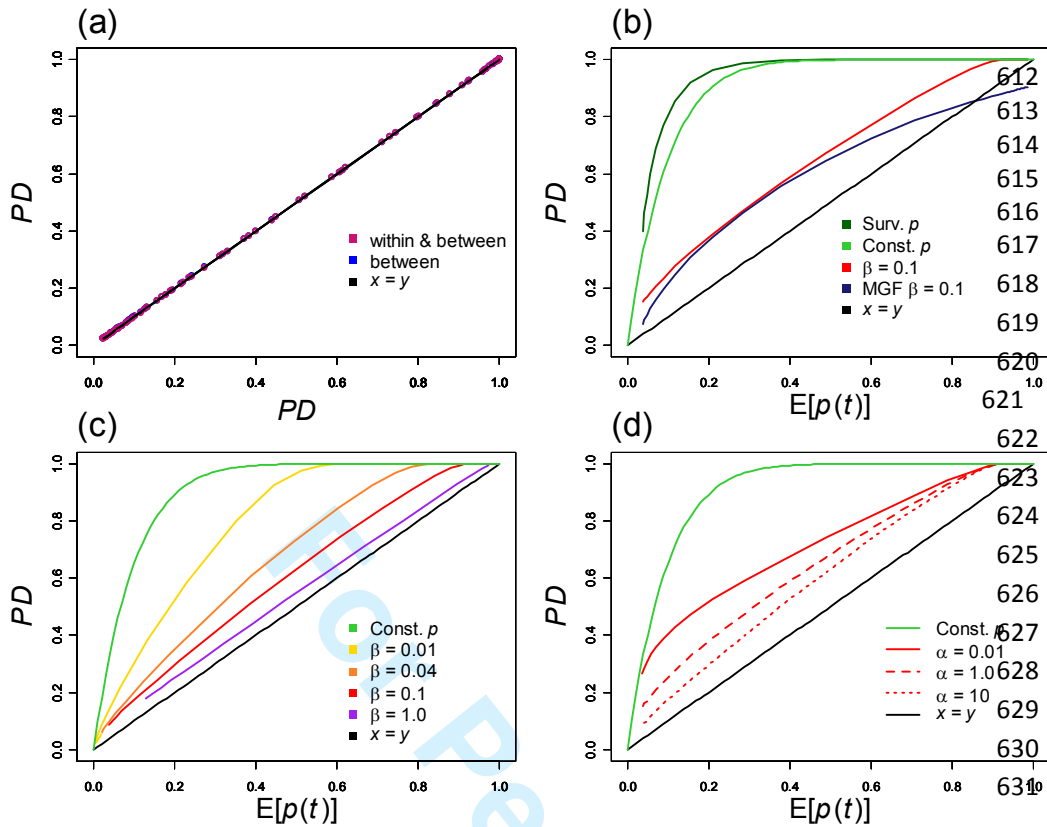 (a)
1.0
0.8
0.6
0.4
0.2
0.0
PD
within & between
between
x = y
0.0 0.2 0.4 0.6 0.8 1.0
PD
(b)
1.0
0.8
0.6
0.4
0.2
0.0
PD
Surv. p
Const. p
β = 0.1
MGF β = 0.1
x = y
0.0 0.2 0.4 0.6 0.8 1.0
E[p(t)]
(c)
1.0
0.8
0.6
0.4
0.2
0.0
PD
Const. p
β = 0.01
β = 0.04
β = 0.1
β = 1.0
x = y
0.0 0.2 0.4 0.6 0.8 1.0
E[p(t)]
(d)
1.0
0.8
0.6
0.4
0.2
0.0
PD
Const. p
α = 0.01
α = 1.0
α = 10
x = y
0.0 0.2 0.4 0.6 0.8 1.0
E[p(t)]
612
613
614
615
616
617
618
619
620
621
622
623
624
625
626
627
628
629
630
631
For Pe